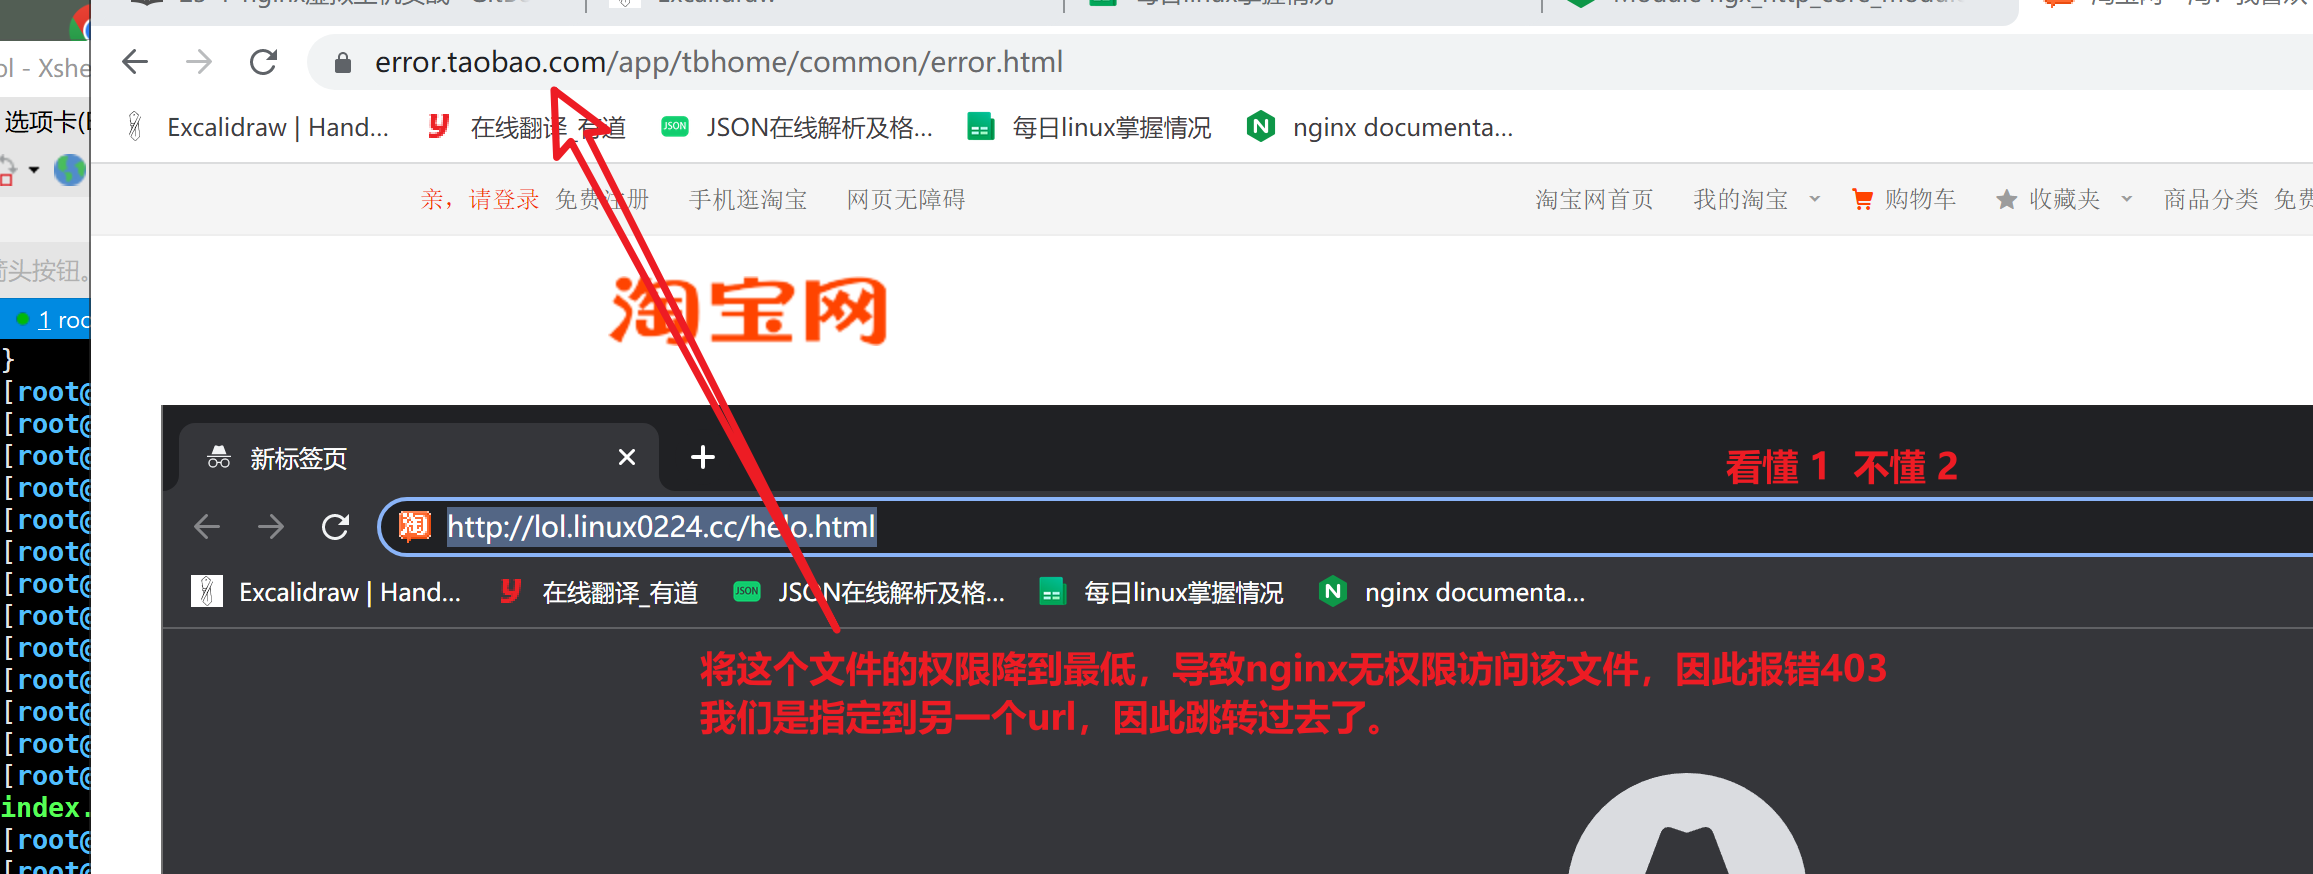 error.taobao.com/app/tbhome/common/error.html
ol - Xshe
选项卡(
Excalidraw | Hand...
在线翻译_有道
JSON
JSON在线解析及格...
每日linux掌握情况
nginx documenta...
亲，请登录
免费注册
手机逛淘宝
网页无障碍
淘宝网首页
我的淘宝
购物车
收藏夹
商品分类
免费
头按钮。
淘宝网
1 roo
}
[root@
[root@
[root@
[root@
[root@
[root@
[root@
[root@
[root@
[root@
[root@
[root@
[root@
index.
[root@
[root@
新标签页
看懂 1 不懂 2
淘
http://lol.linux0224.cc/helo.html
Excalidraw | Hand...
在线翻译_有道
JSON
JSON在线解析及格...
每日linux掌握情况
nginx documenta...
将这个文件的权限降到最低，导致nginx无权限访问该文件，因此报错403
我们是指定到另一个url，因此跳转过去了。